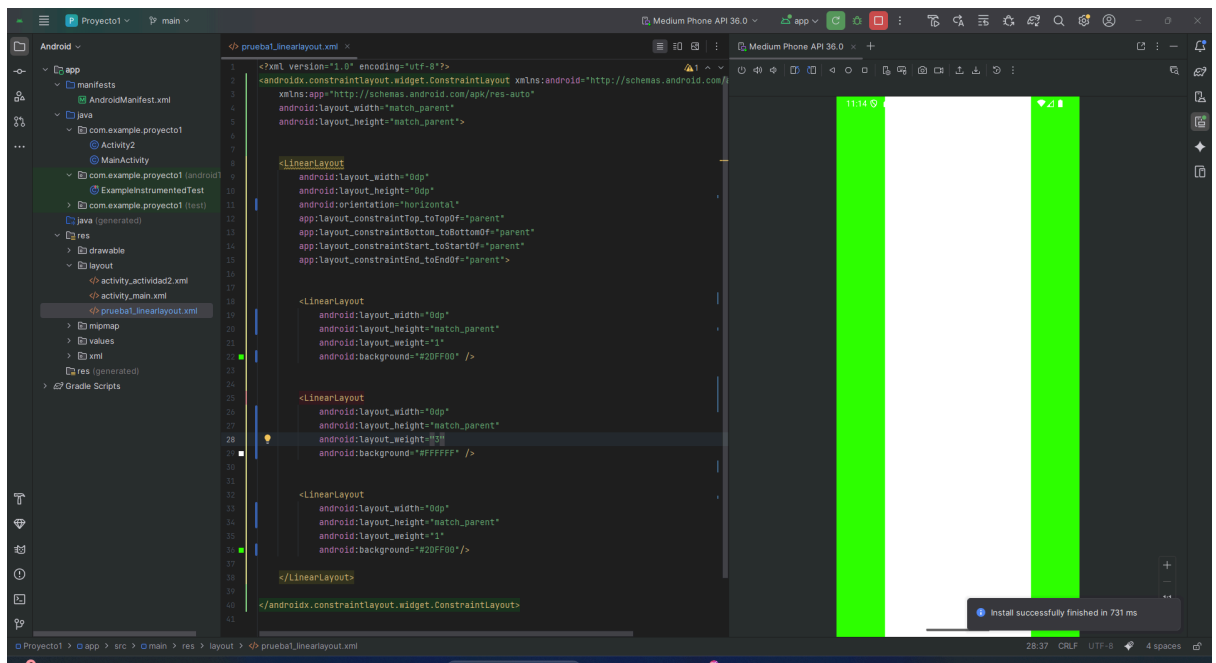 Proyecto1
main
Medium Phone API 36.0
app
Android
app
manifests
AndroidManifest.xml
java
com.example.proyecto1
Activity2
MainActivity
com.example.proyecto1 (androidT
ExampleInstrumentedTest
com.example.proyecto1 (test)
java (generated)
res
drawable
layout
activity_actividad2.xml
activity_main.xml
prueba1_linearlayout.xml
mipmap
values
xml
res (generated)
Gradle Scripts
prueba1_linearlayout.xml
1
1 <?xml version="1.0" encoding="utf-8"?>
2 <androidx.constraintlayout.widget.ConstraintLayout xmlns:android="http://schemas.android.com/
3 xmlns:app="http://schemas.android.com/apk/res-auto"
4 android:layout_width="match_parent"
5 android:layout_height="match_parent">
6
7
8 <LinearLayout
9 android:layout_width="0dp"
10 android:layout_height="0dp"
11 android:orientation="horizontal"
12 app:layout_constraintTop_toTopOf="parent"
13 app:layout_constraintBottom_toBottomOf="parent"
14 app:layout_constraintStart_toStartOf="parent"
15 app:layout_constraintEnd_toEndOf="parent">
16
17
18 <LinearLayout
19 android:layout_width="0dp"
20 android:layout_height="match_parent"
21 android:layout_weight="1"
22 android:background="#2DFF00" />
23
24
25 <LinearLayout
26 android:layout_width="0dp"
27 android:layout_height="match_parent"
28 android:layout_weight="3"
29 android:background="#FFFFFF" />
30
31
32 <LinearLayout
33 android:layout_width="0dp"
34 android:layout_height="match_parent"
35 android:layout_weight="1"
36 android:background="#2DFF00"/>
37
38 </LinearLayout>
39
40 </androidx.constraintlayout.widget.ConstraintLayout>
41
Medium Phone API 36.0
11:14
Install successfully finished in 731 ms
Proyecto1 > app > src > main > res > layout > prueba1_linearlayout.xml
28:37 CRLF UTF-8 4 spaces